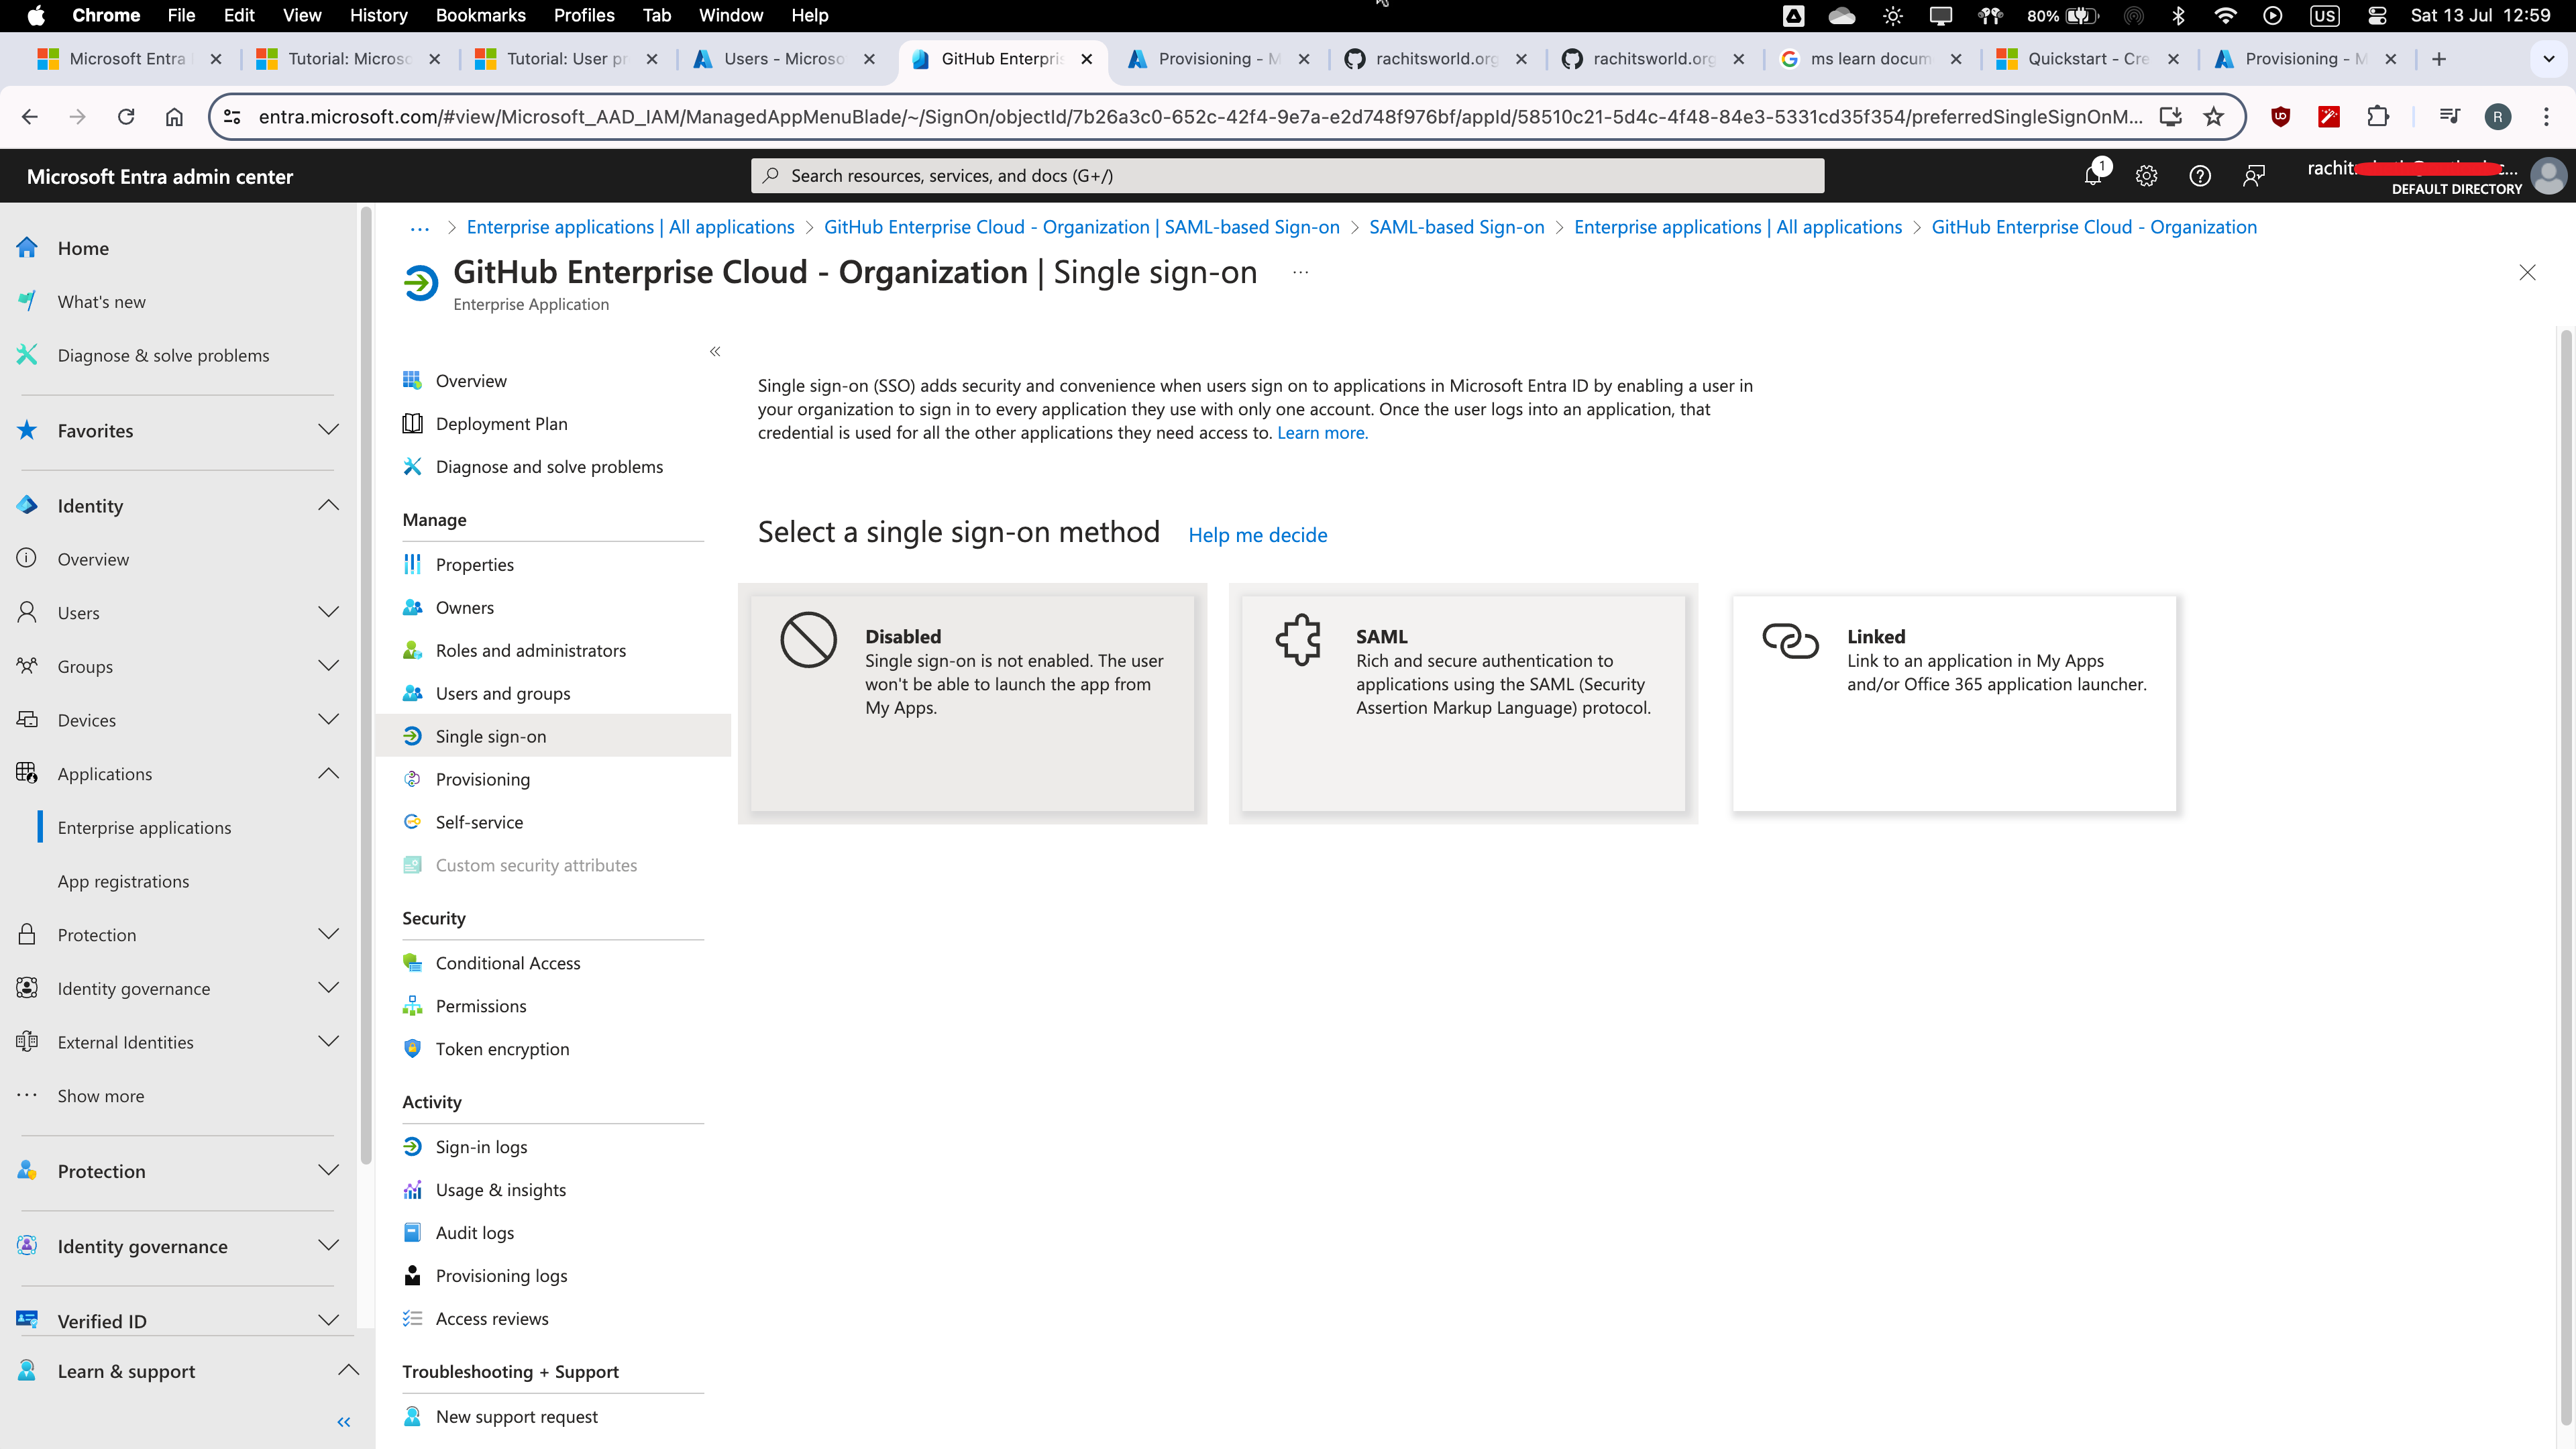 Chrome File Edit View History Bookmarks Profiles Tab Window Help 80% US Sat 13 Jul 12:59
Microsoft Entra Tutorial: Microso Tutorial: User pr Users - Microso GitHub Enterpris Provisioning - M rachitsworld.org rachitsworld.org ms learn docum Quickstart - Cre Provisioning - M
entra.microsoft.com/#view/Microsoft_AAD_IAM/ManagedAppMenuBlade/~/SignOn/objectId/7b26a3c0-652c-42f4-9e7a-e2d748f976bf/appId/58510c21-5d4c-4f48-84e3-5331cd35f354/preferredSingleSignOnM... R
Microsoft Entra admin center
Search resources, services, and docs (G+/)
1
DEFAULT DIRECTORY
Home
What's new
Diagnose & solve problems
Favorites
Identity
Overview
Users
Groups
Devices
Applications
Enterprise applications
App registrations
Protection
Identity governance
External Identities
··· Show more
Protection
Identity governance
Verified ID
Learn & support
«
··· > Enterprise applications | All applications > GitHub Enterprise Cloud - Organization | SAML-based Sign-on > SAML-based Sign-on > Enterprise applications | All applications > GitHub Enterprise Cloud - Organization
GitHub Enterprise Cloud - Organization | Single sign-on ···
Enterprise Application
«
Overview
Deployment Plan
Diagnose and solve problems
Manage
Properties
Owners
Roles and administrators
Users and groups
Single sign-on
Provisioning
Self-service
Custom security attributes
Security
Conditional Access
Permissions
Token encryption
Activity
Sign-in logs
Usage & insights
Audit logs
Provisioning logs
Access reviews
Troubleshooting + Support
New support request
Single sign-on (SSO) adds security and convenience when users sign on to applications in Microsoft Entra ID by enabling a user in
your organization to sign in to every application they use with only one account. Once the user logs into an application, that
credential is used for all the other applications they need access to. Learn more.
Select a single sign-on method Help me decide
Disabled
Single sign-on is not enabled. The user
won't be able to launch the app from
My Apps.
SAML
Rich and secure authentication to
applications using the SAML (Security
Assertion Markup Language) protocol.
Linked
Link to an application in My Apps
and/or Office 365 application launcher.